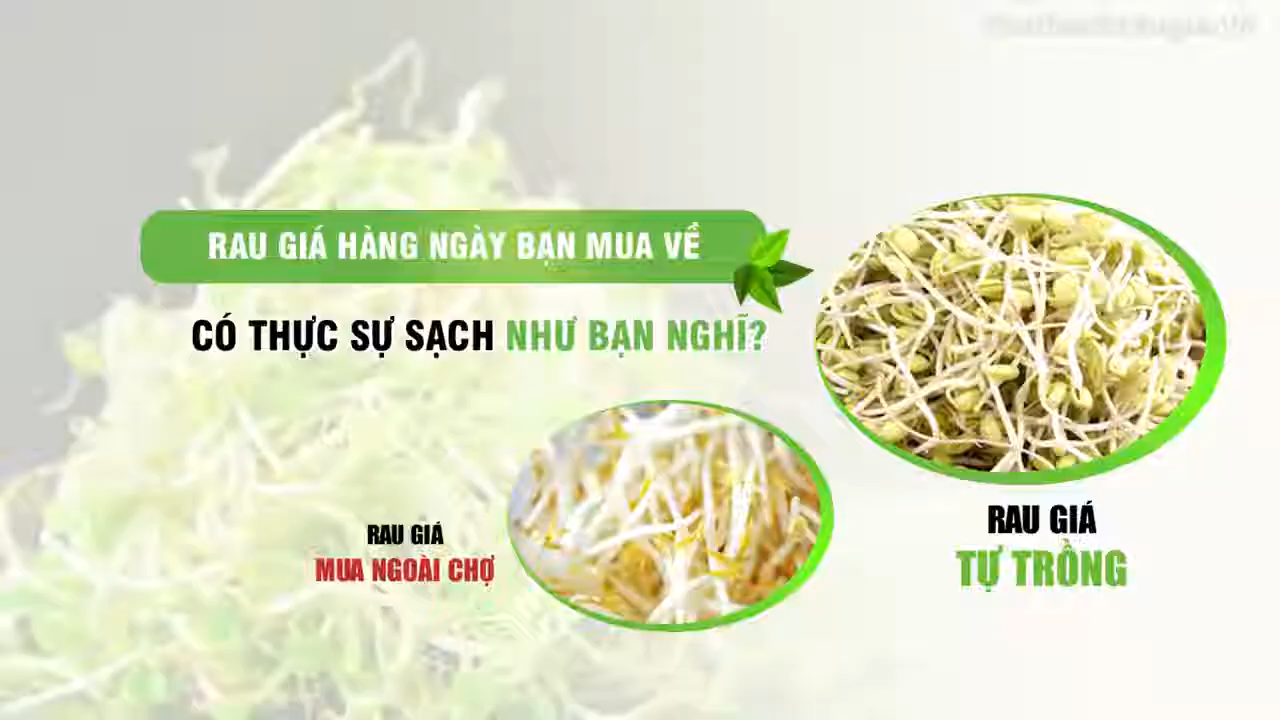 RAU GIÁ HÀNG NGÀY BẠN MUA VỀ
CÓ THỰC SỰ SẠCH NHƯ BẠN NGHĨ?
RAU GIÁ
MUA NGOÀI CHỢ
RAU GIÁ
TỰ TRỒNG